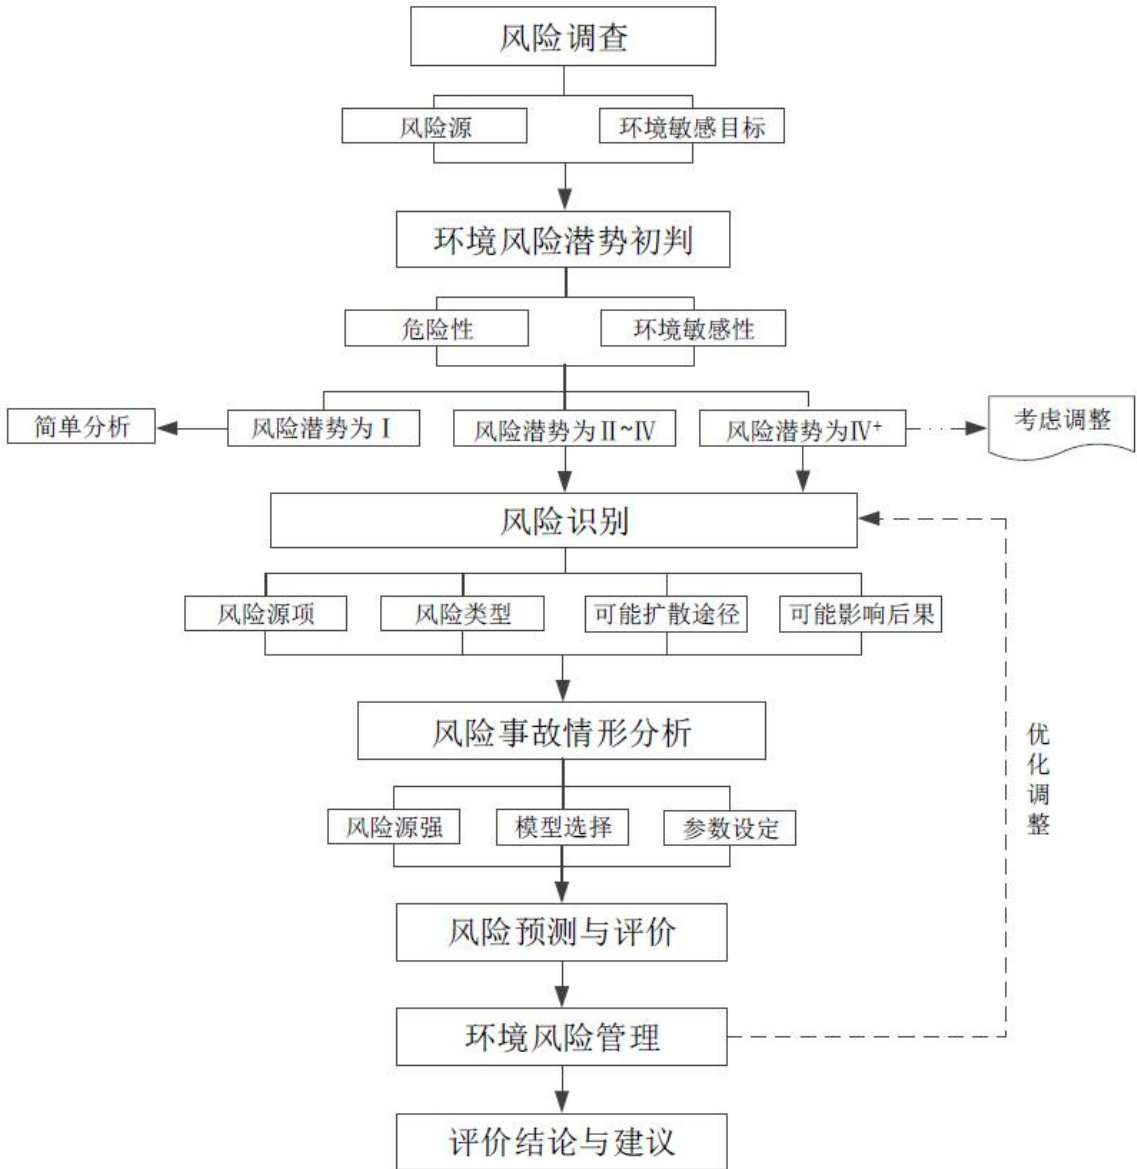 风险调查
风险源
环境敏感目标
环境风险潜势初判
危险性
环境敏感性
简单分析
风险潜势为Ⅰ
风险潜势为Ⅱ~Ⅳ
风险潜势为Ⅳ+
考虑调整
风险识别
风险源项
风险类型
可能扩散途径
可能影响后果
风险事故情形分析
优化调整
风险源强
模型选择
参数设定
风险预测与评价
环境风险管理
评价结论与建议